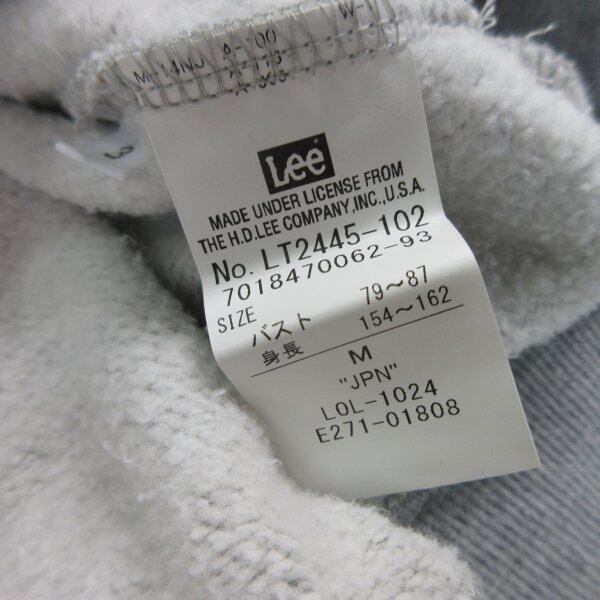 Lee
MADE UNDER LICENSE FROM
THE H.D.LEE COMPANY,INC.,U.S.A.
No. LT2445-102
7018470062-93
SIZE
バスト 79〜87
身長 154〜162
M
"JPN"
LOL-1024
E271-01808